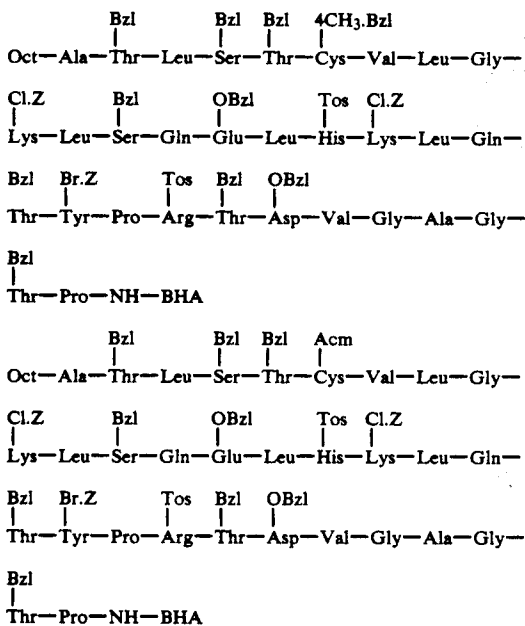 Bzl Bzl Bzl 4CH₃.Bzl
Oct—Ala—Thr—Leu—Ser—Thr—Cys—Val—Leu—Gly—
Cl.Z Bzl OBzl Tos Cl.Z
Lys—Leu—Ser—Gln—Glu—Leu—His—Lys—Leu—Gln—
Bzl Br.Z Tos Bzl OBzl
Thr—Tyr—Pro—Arg—Thr—Asp—Val—Gly—Ala—Gly—
Bzl
Thr—Pro—NH—BHA
Bzl Bzl Bzl Acm
Oct—Ala—Thr—Leu—Ser—Thr—Cys—Val—Leu—Gly—
Cl.Z Bzl OBzl Tos Cl.Z
Lys—Leu—Ser—Gln—Glu—Leu—His—Lys—Leu—Gln—
Bzl Br.Z Tos Bzl OBzl
Thr—Tyr—Pro—Arg—Thr—Asp—Val—Gly—Ala—Gly—
Bzl
Thr—Pro—NH—BHA